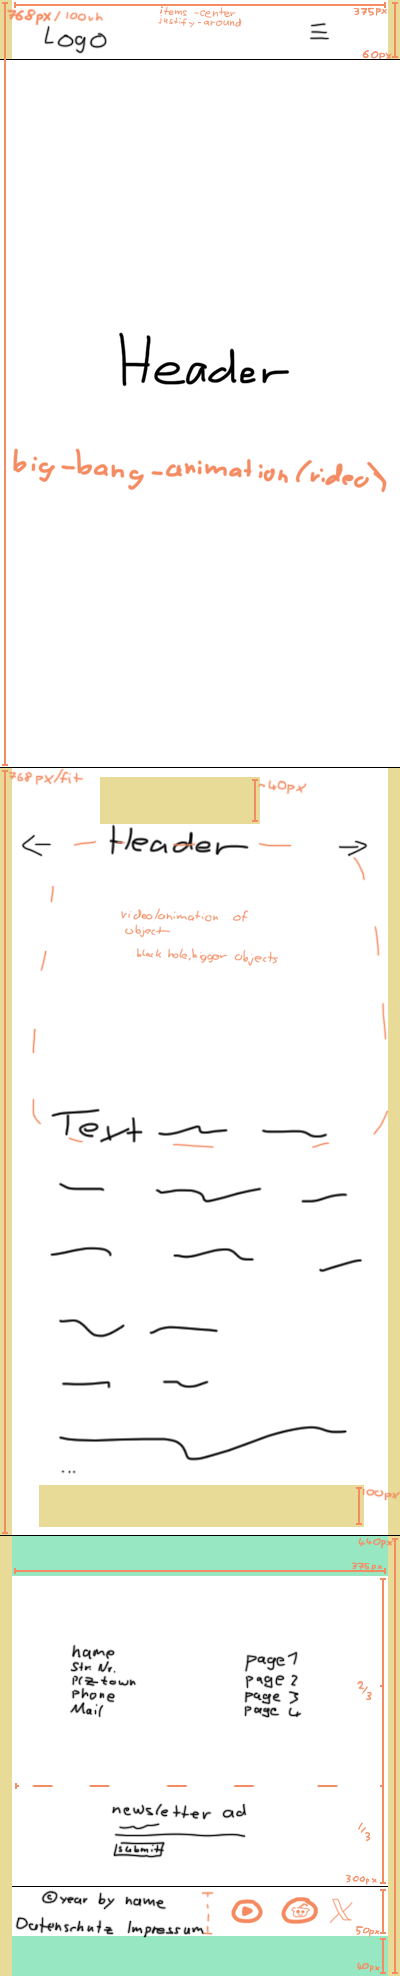 768px/100vh
items-center
justify-around
375px
Logo
60px
Header
big-bang-animation(video)
768px/fit
~40px
Header
video/animation of
object
black hole, bigger objects
Text
...
100px
440px
375px
name
Str. Nr.
Plz town
phone
Mail
page 1
page 2
page 3
page 4
2/3
newsletter ad
submit
1/3
300px
©year by name
Datenschutz Impressum
50px
40px